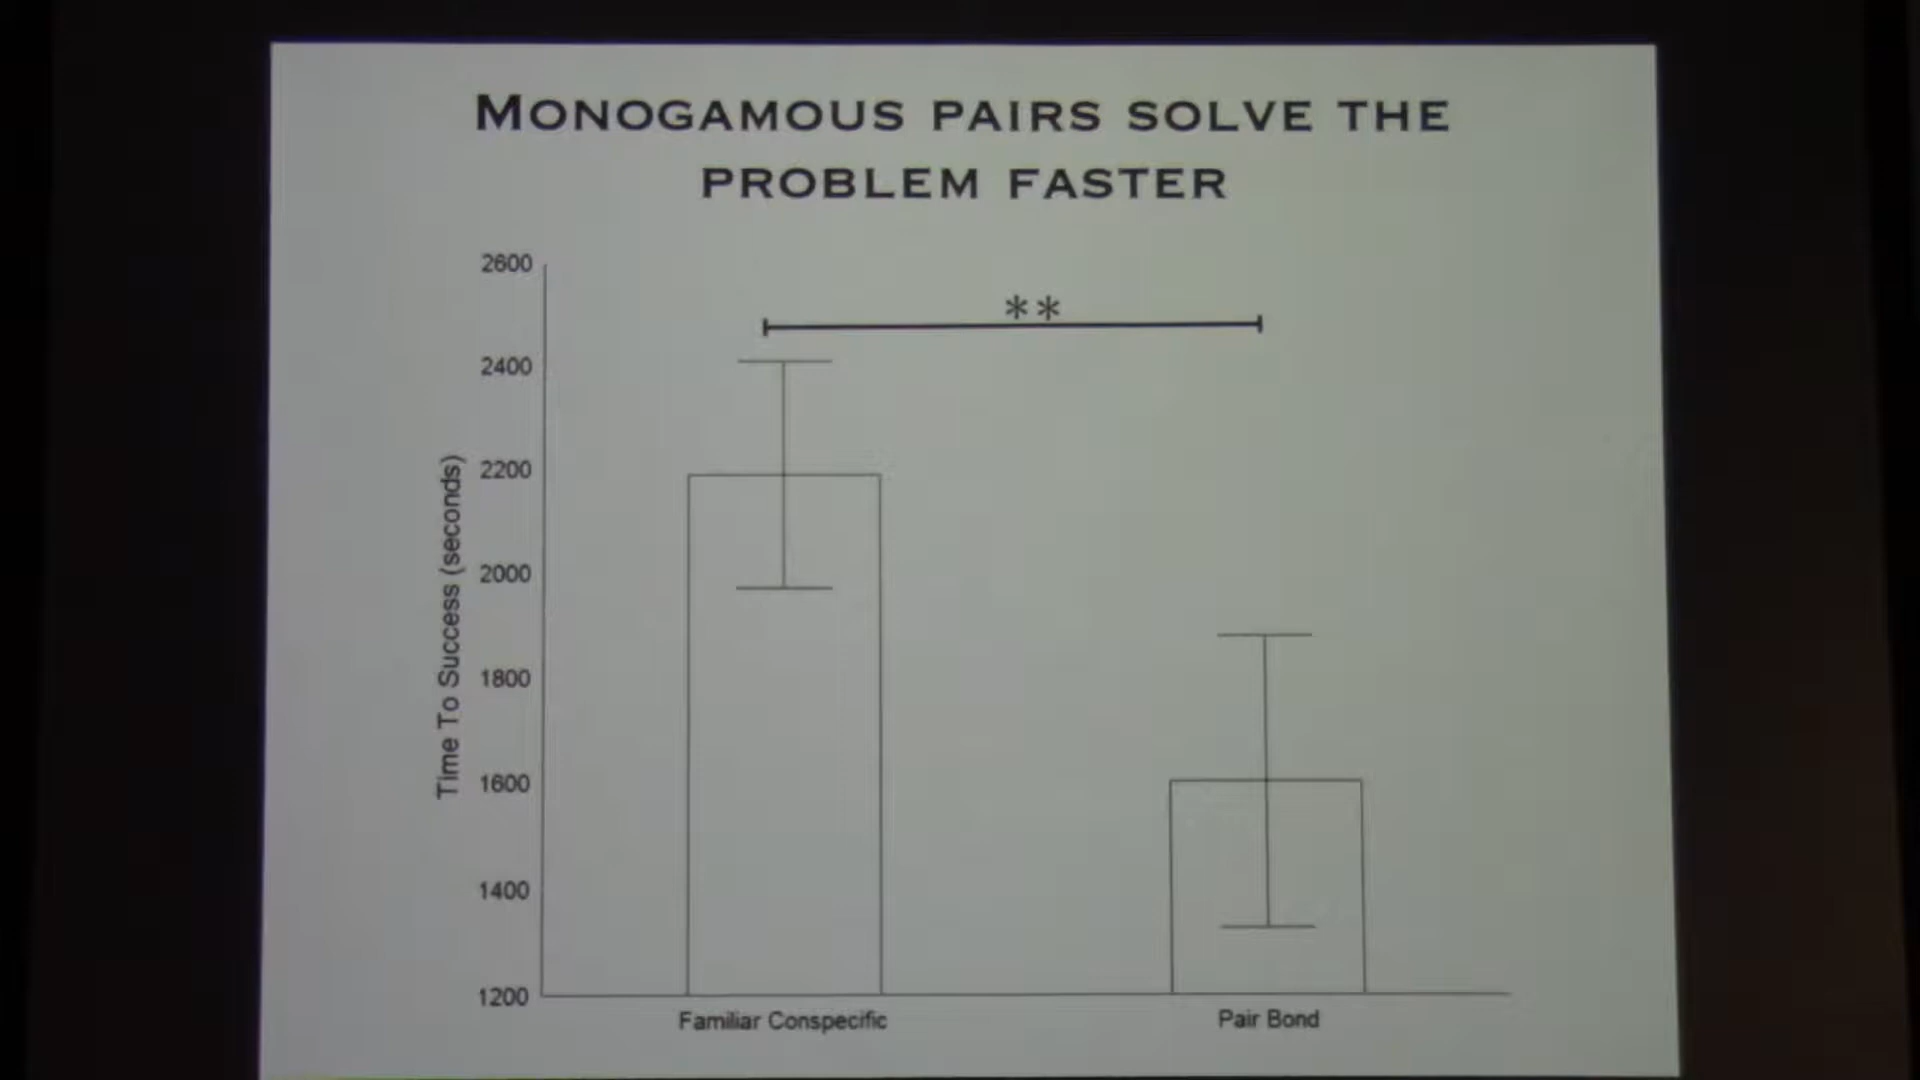 MONOGAMOUS PAIRS SOLVE THE
PROBLEM FASTER
2600
**
2400
2200
2000
1800
1600
1400
1200
Time To Success (seconds)
Familiar Conspecific
Pair Bond